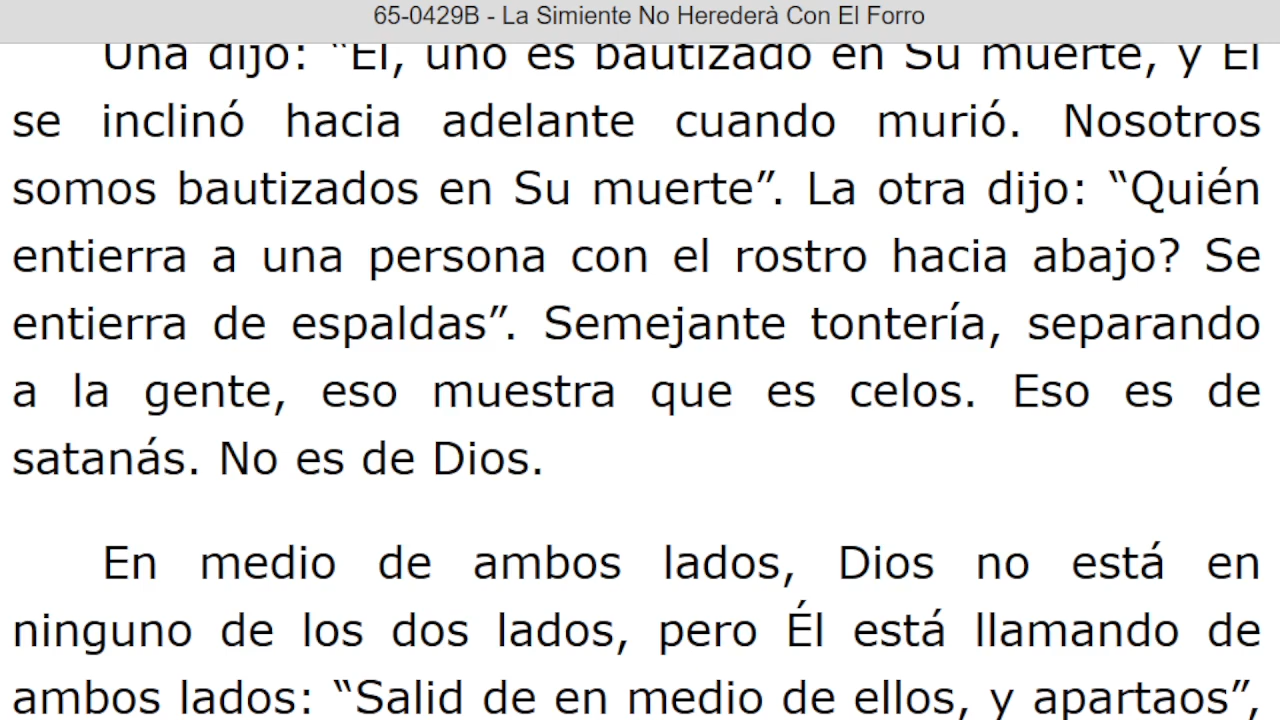 65-0429B - La Simiente No Herederà Con El Forro
Una dijo: “Él, uno es bautizado en Su muerte, y Él
se inclinó hacia adelante cuando murió. Nosotros
somos bautizados en Su muerte”. La otra dijo: “Quién
entierra a una persona con el rostro hacia abajo? Se
entierra de espaldas”. Semejante tontería, separando
a la gente, eso muestra que es celos. Eso es de
satanás. No es de Dios.
En medio de ambos lados, Dios no está en
ninguno de los dos lados, pero Él está llamando de
ambos lados: “Salid de en medio de ellos, y apartaos”,